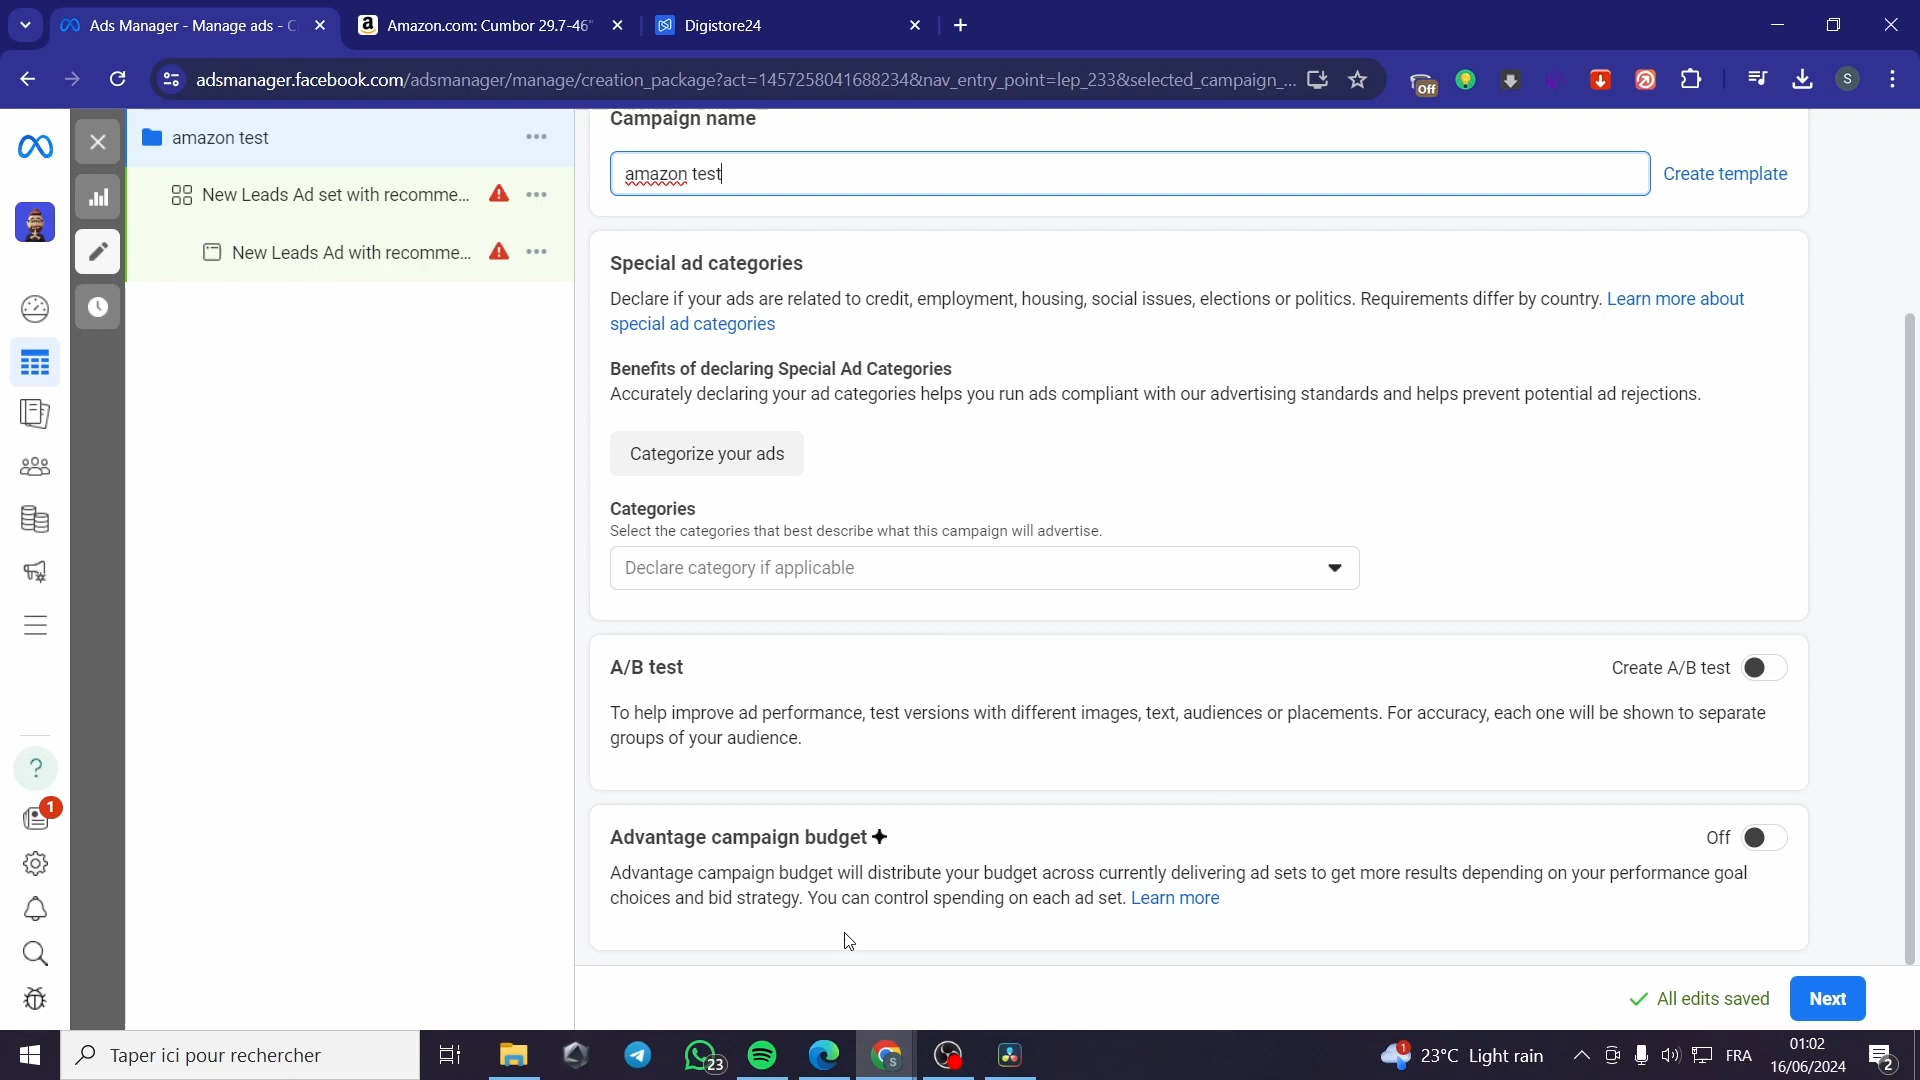 Ads Manager - Manage ads - C
Amazon.com: Cumbor 29.7-46"
Digistore24
adsmanager.facebook.com/adsmanager/manage/creation_package?act=1457258041688234&nav_entry_point=lep_233&selected_campaign_...
Off
S
amazon test
New Leads Ad set with recomme...
New Leads Ad with recomme...
Campaign name
amazon test
Create template
Special ad categories
Declare if your ads are related to credit, employment, housing, social issues, elections or politics. Requirements differ by country. Learn more about
special ad categories
Benefits of declaring Special Ad Categories
Accurately declaring your ad categories helps you run ads compliant with our advertising standards and helps prevent potential ad rejections.
Categorize your ads
Categories
Select the categories that best describe what this campaign will advertise.
Declare category if applicable
A/B test
Create A/B test
To help improve ad performance, test versions with different images, text, audiences or placements. For accuracy, each one will be shown to separate
groups of your audience.
Advantage campaign budget
Off
Advantage campaign budget will distribute your budget across currently delivering ad sets to get more results depending on your performance goal
choices and bid strategy. You can control spending on each ad set. Learn more
1
All edits saved
Next
Taper ici pour rechercher
23
S
1
23°C Light rain
FRA
01:02
16/06/2024
2